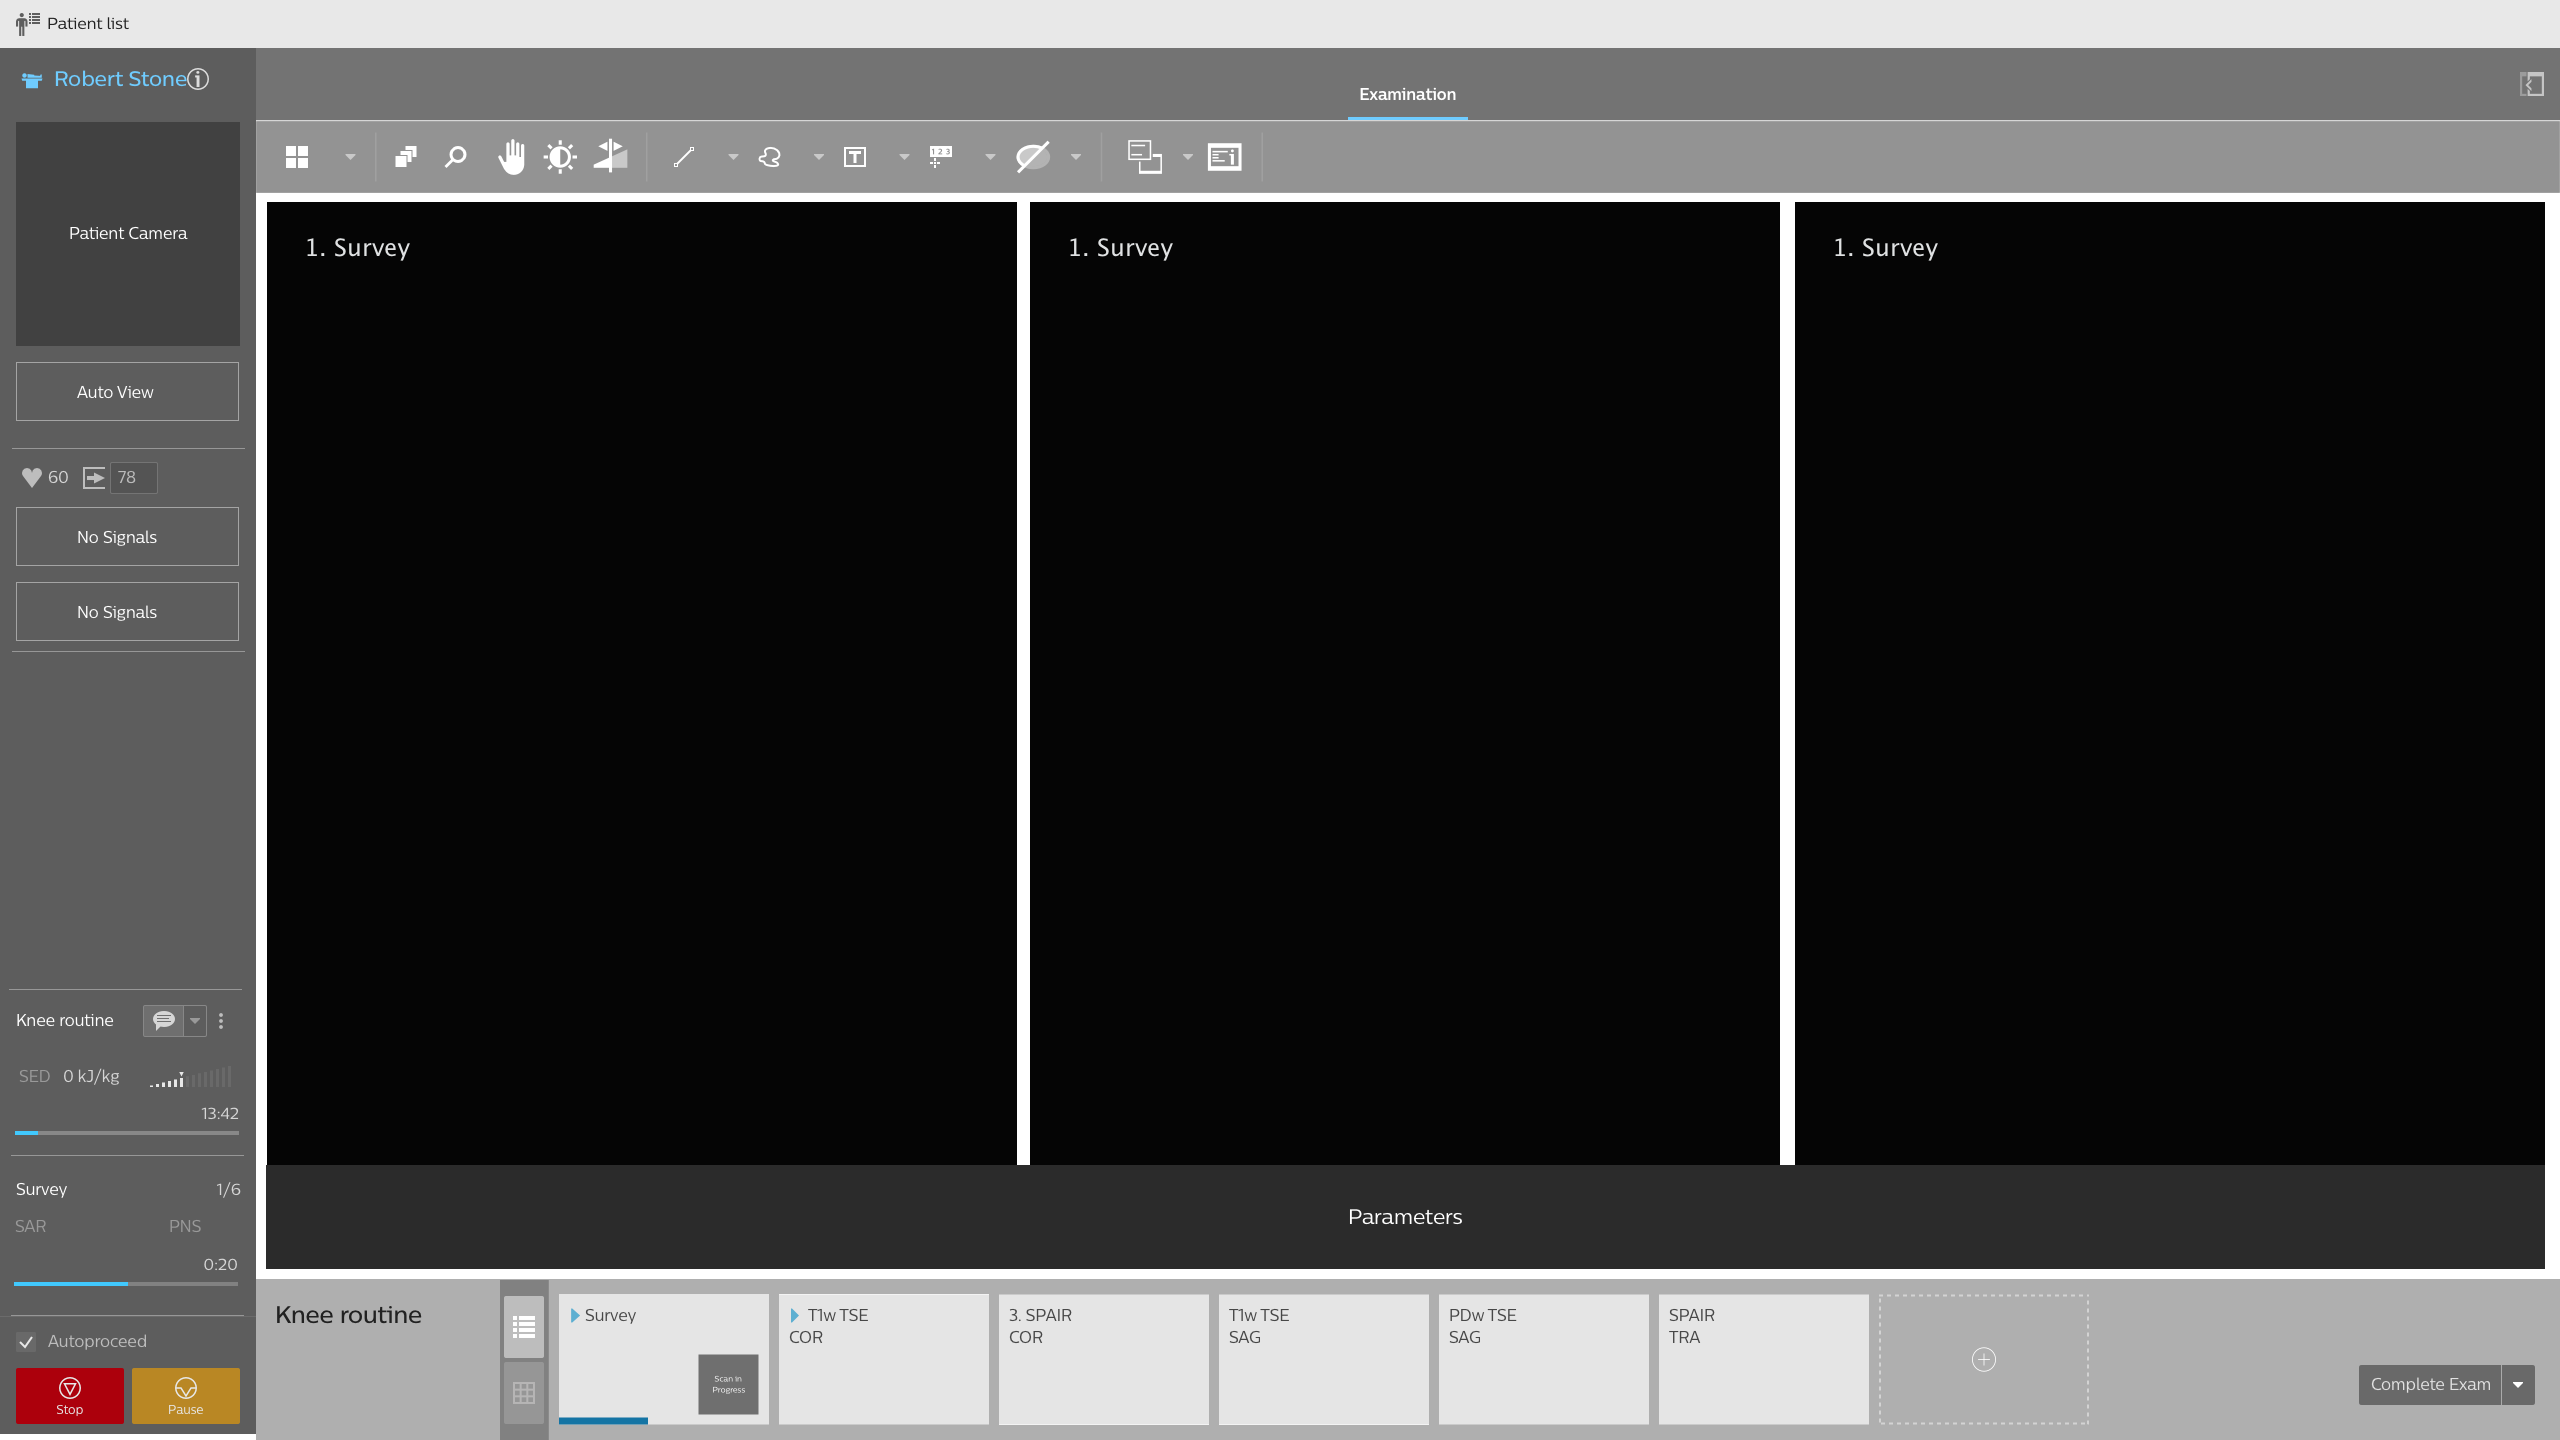 Patient list
Robert Stone
Examination
Patient Camera
Auto View
60
78
No Signals
No Signals
1 2 3
1. Survey
1. Survey
1. Survey
Parameters
Knee routine
SED 0 kJ/kg
13:42
Survey 1/6
SAR PNS
0:20
Autoproceed
Stop
Pause
Knee routine
Survey
Scan in
Progress
T1w TSE
COR
3. SPAIR
COR
T1w TSE
SAG
PDw TSE
SAG
SPAIR
TRA
Complete Exam